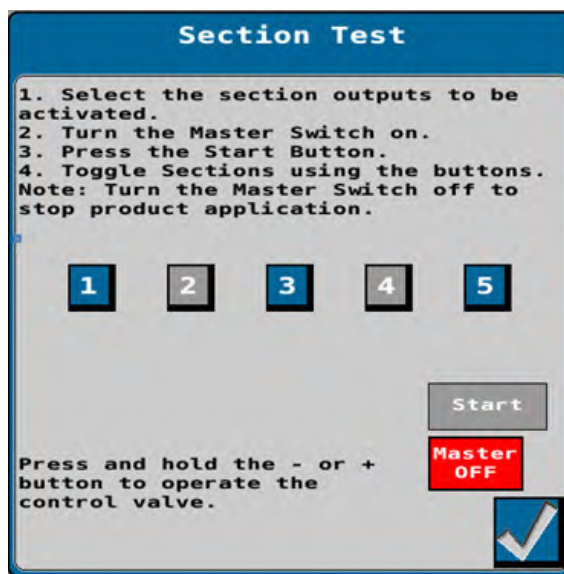 Section Test
1. Select the section outputs to be
activated.
2. Turn the Master Switch on.
3. Press the Start Button.
4. Toggle Sections using the buttons.
Note: Turn the Master Switch off to
stop product application.
1 2 3 4 5
Start
Master
OFF
Press and hold the - or +
button to operate the
control valve.